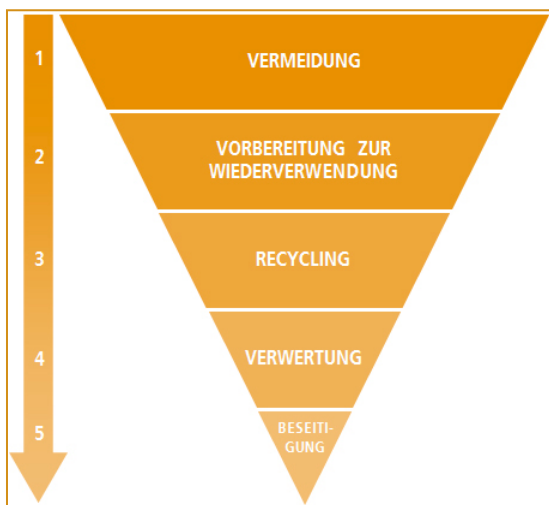 1
VERMEIDUNG
2
VORBEREITUNG ZUR
WIEDERVERWENDUNG
3
RECYCLING
4
VERWERTUNG
5
BESEITI-
GUNG